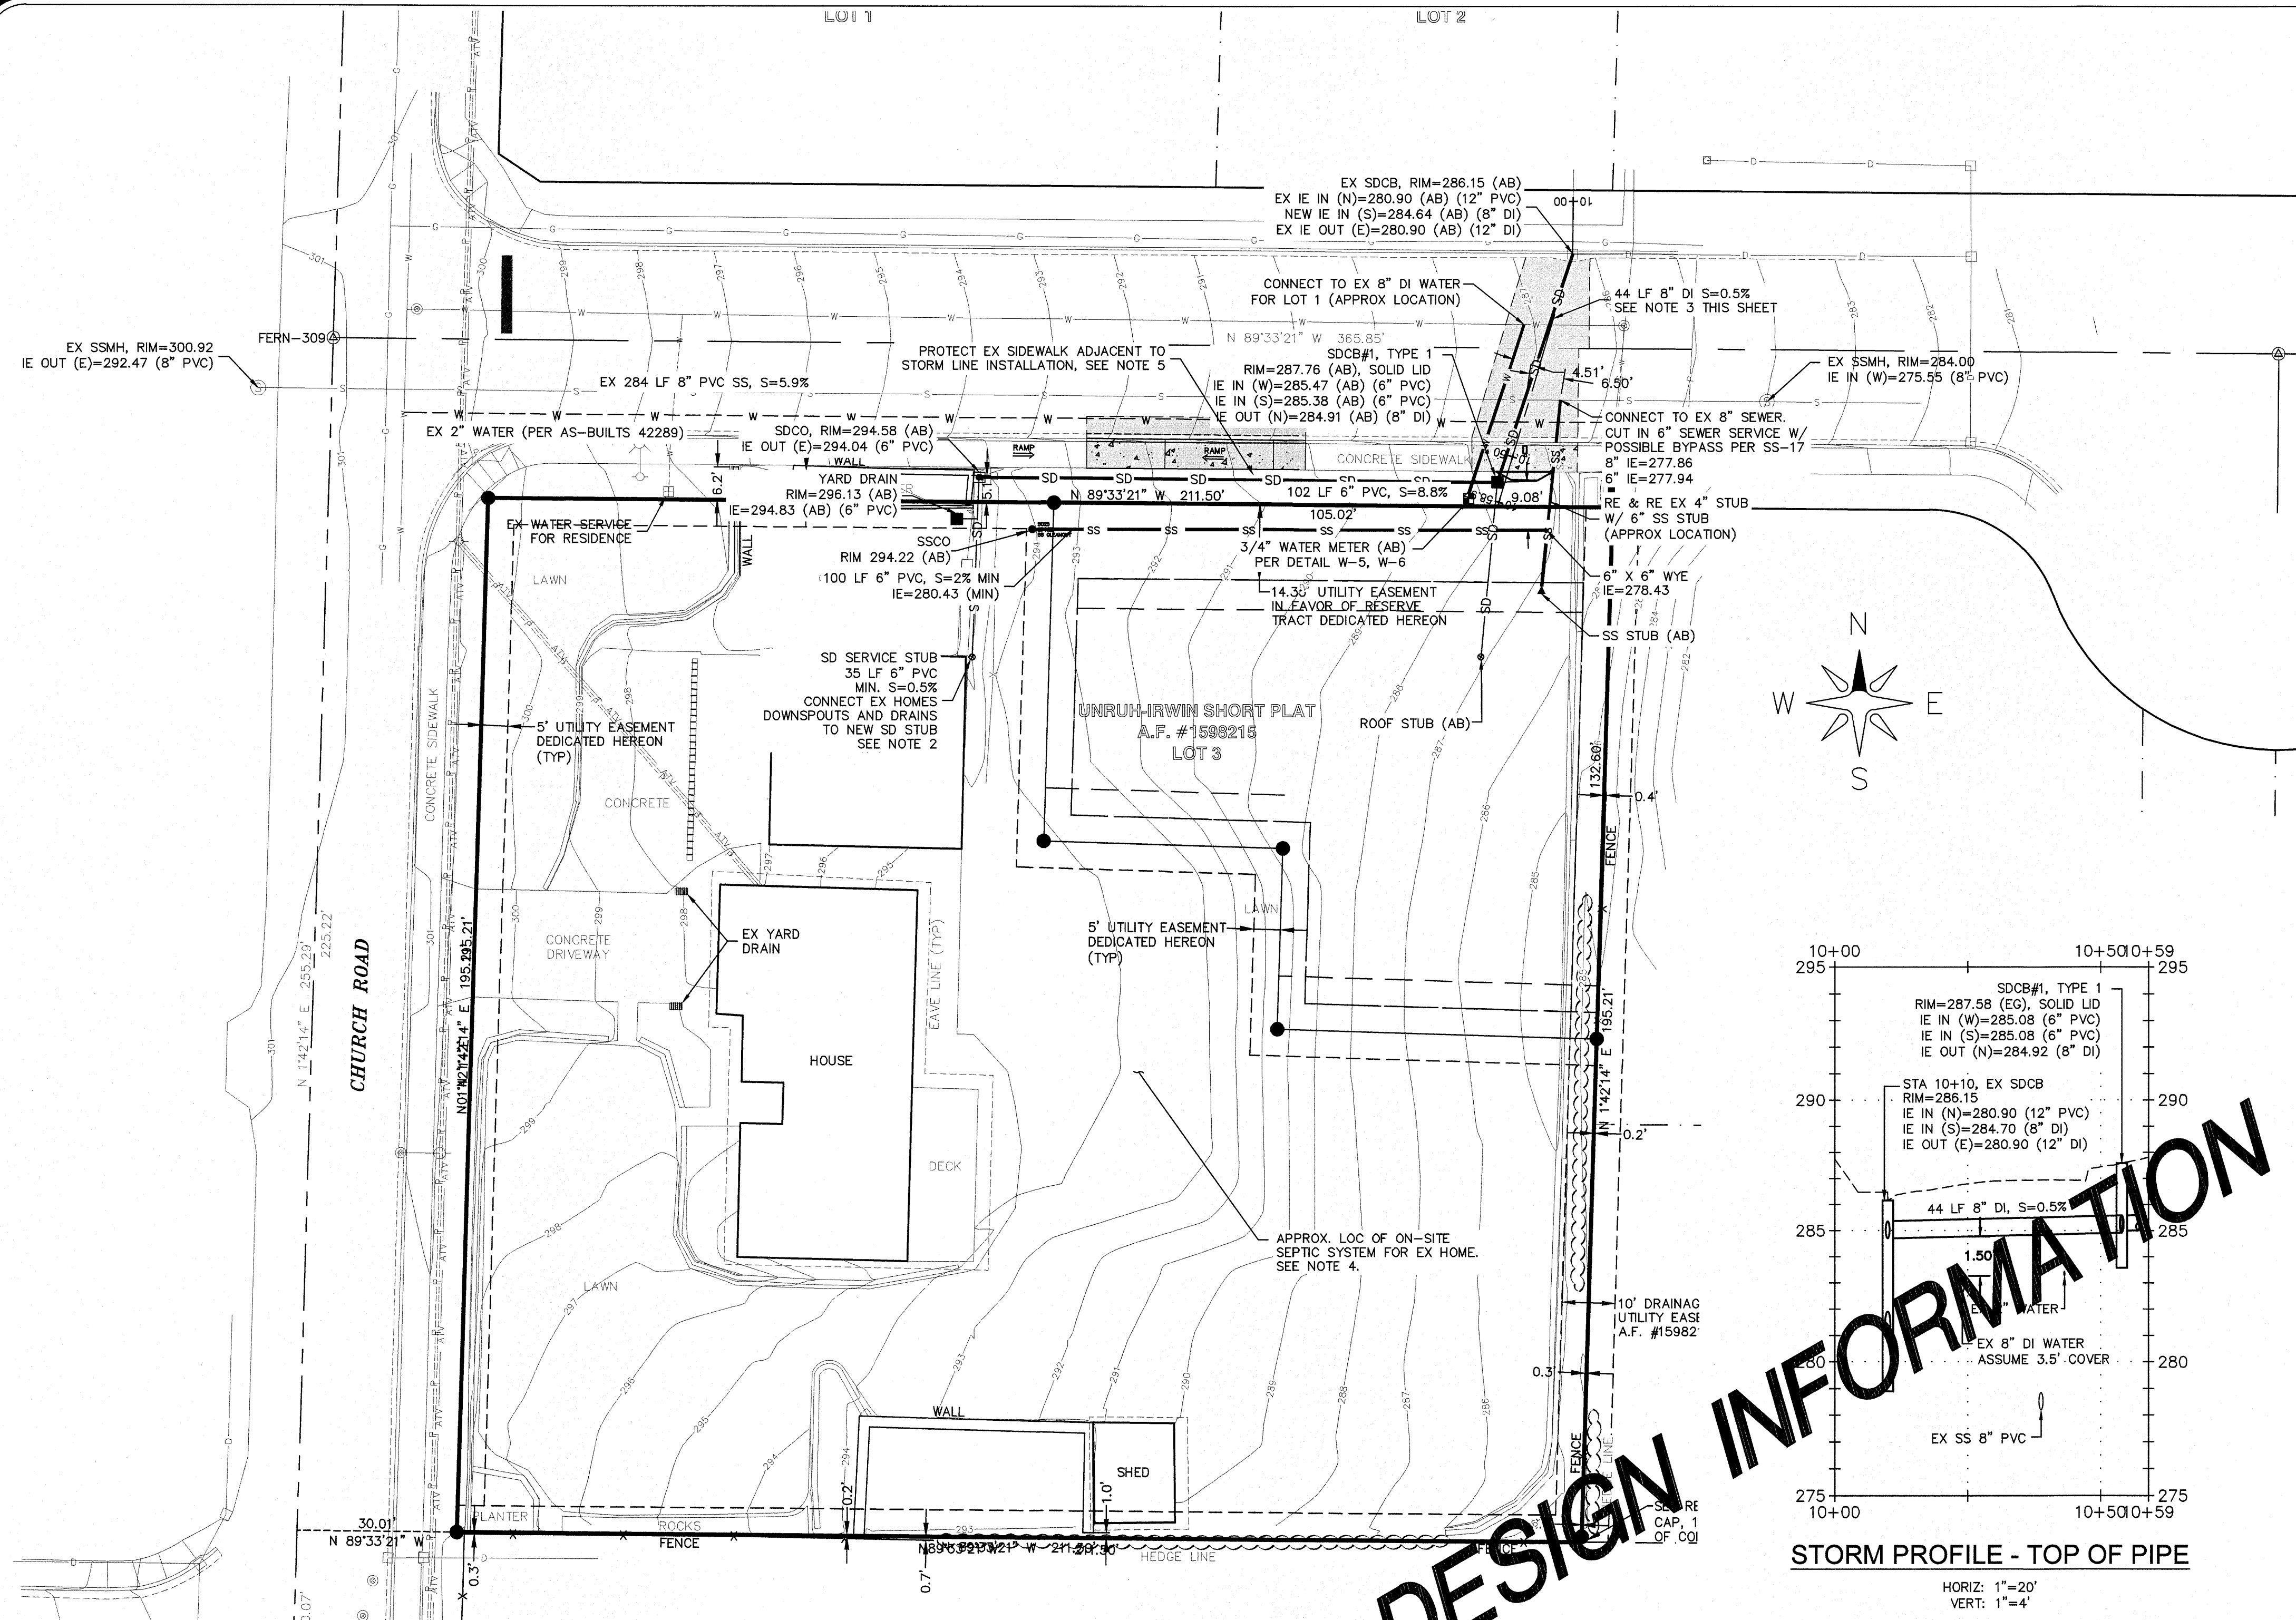 LOT 1
LOT 2
EX SDCB, RIM=286.15 (AB)
EX IE IN (N)=280.90 (AB) (12" PVC)
NEW IE IN (S)=284.64 (AB) (8" DI)
EX IE OUT (E)=280.90 (AB) (12" DI)
10+00
CONNECT TO EX 8" DI WATER
FOR LOT 1 (APPROX LOCATION)
44 LF 8" DI S=0.5%
SEE NOTE 3 THIS SHEET
FERN-309
EX SSMH, RIM=300.92
IE OUT (E)=292.47 (8" PVC)
N 89°33'21" W 365.85'
PROTECT EX SIDEWALK ADJACENT TO
STORM LINE INSTALLATION, SEE NOTE 5
SDCB#1, TYPE 1
RIM=287.76 (AB), SOLID LID
IE IN (W)=285.47 (AB) (6" PVC)
IE IN (S)=285.38 (AB) (6" PVC)
IE OUT (N)=284.91 (AB) (8" DI)
4.51'
6.50'
EX SSMH, RIM=284.00
IE IN (W)=275.55 (8" PVC)
EX 284 LF 8" PVC SS, S=5.9%
EX 2" WATER (PER AS-BUILTS 42289)
SDCO, RIM=294.58 (AB)
IE OUT (E)=294.04 (6" PVC)
CONNECT TO EX 8" SEWER.
CUT IN 6" SEWER SERVICE W/
POSSIBLE BYPASS PER SS-17
8" IE=277.86
6" IE=277.94
RAMP
RAMP
CONCRETE SIDEWALK
WALL
6.2'
YARD DRAIN
RIM=296.13 (AB)
IE=294.83 (AB) (6" PVC)
5.1'
N 89°33'21" W 211.50'
102 LF 6" PVC, S=8.8%
9.08'
105.02'
RE & RE EX 4" STUB
W/ 6" SS STUB
(APPROX LOCATION)
EX WATER SERVICE
FOR RESIDENCE
WALL
SSCO
RIM 294.22 (AB)
100 LF 6" PVC, S=2% MIN
IE=280.43 (MIN)
3/4" WATER METER (AB)
PER DETAIL W-5, W-6
6" X 6" WYE
IE=278.43
LAWN
UTILITY EASEMENT
IN FAVOR OF RESERVE
TRACT DEDICATED HEREON
SS STUB (AB)
N
W
E
S
SD SERVICE STUB
35 LF 6" PVC
MIN. S=0.5%
CONNECT EX HOMES
DOWNSPOUTS AND DRAINS
TO NEW SD STUB
SEE NOTE 2
UNRUH-IRWIN SHORT PLAT
A.F. #1598215
LOT 3
ROOF STUB (AB)
5' UTILITY EASEMENT
DEDICATED HEREON
(TYP)
CONCRETE SIDEWALK
CONCRETE
132.60'
0.4'
FENCE
LAWN
5' UTILITY EASEMENT
DEDICATED HEREON
(TYP)
EX YARD
DRAIN
CONCRETE
DRIVEWAY
EAVE LINE (TYP)
N 1°42'14" E 255.29'
225.22'
CHURCH ROAD
HOUSE
DECK
N 1°42'14" E 195.21'
0.2'
LAWN
APPROX. LOC OF ON-SITE
SEPTIC SYSTEM FOR EX HOME.
SEE NOTE 4.
10' DRAINAG
UTILITY EASE
A.F. #15982
0.3'
FENCE
WALL
SHED
0.2'
1.0'
PLANTER
ROCKS
FENCE
HEDGE LINE
30.01'
N 89°33'21" W
0.3'
0.7'
CAP, 1
10+00
10+50
10+59
295
295
SDCB#1, TYPE 1
RIM=287.58 (EG), SOLID LID
IE IN (W)=285.08 (6" PVC)
IE IN (S)=285.08 (6" PVC)
IE OUT (N)=284.92 (8" DI)
STA 10+10, EX SDCB
RIM=286.15
IE IN (N)=280.90 (12" PVC)
IE IN (S)=284.70 (8" DI)
IE OUT (E)=280.90 (12" DI)
290
290
44 LF 8" DI, S=0.5%
285
285
1.50'
WATER
EX 8" DI WATER
ASSUME 3.5' COVER
280
280
EX SS 8" PVC
275
275
10+00
10+50
10+59
STORM PROFILE - TOP OF PIPE
HORIZ: 1"=20'
VERT: 1"=4'
DESIGN INFORMATION